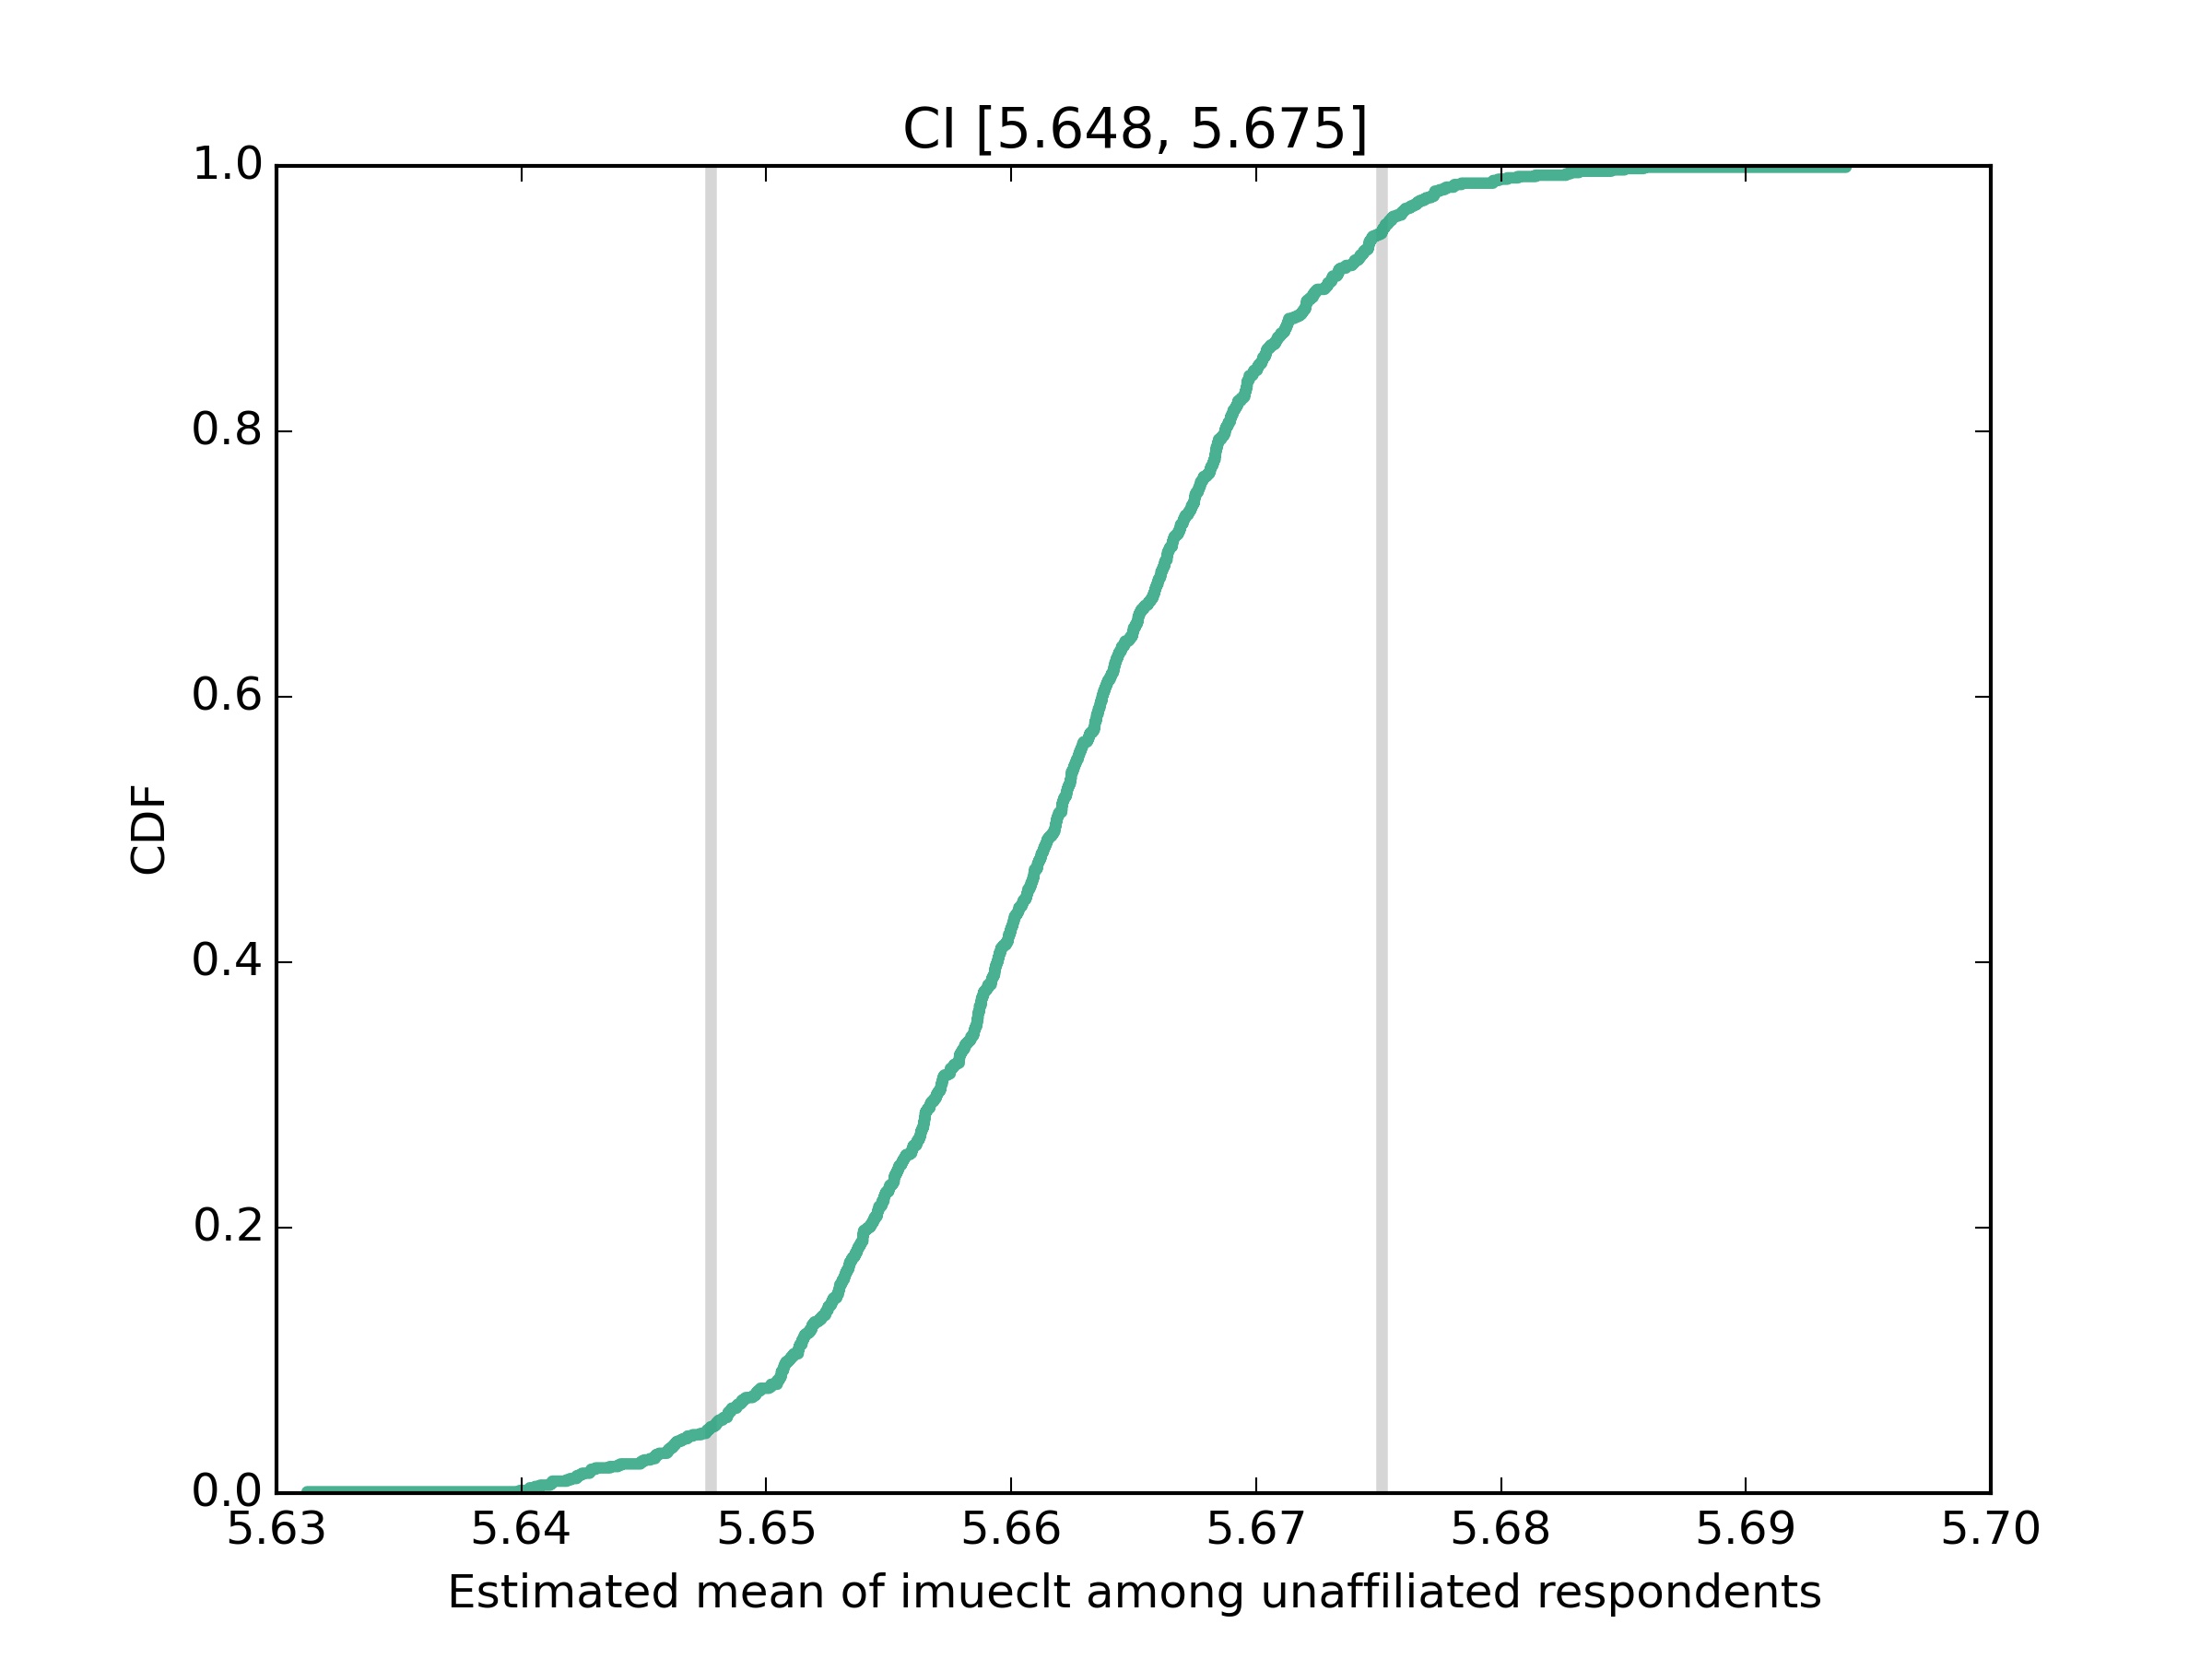 CI [5.648, 5.675]
1.0
0.8
0.6
0.4
0.2
0.0
CDF
5.63 5.64 5.65 5.66 5.67 5.68 5.69 5.70
Estimated mean of imueclt among unaffiliated respondents